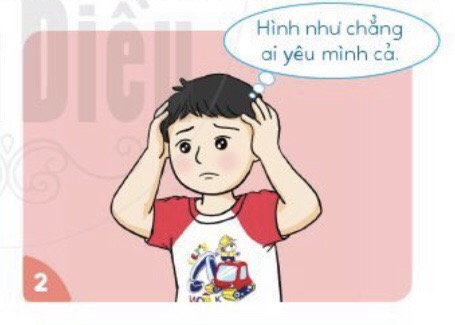 Hình như chẳng
ai yêu mình cả.
Diều
2